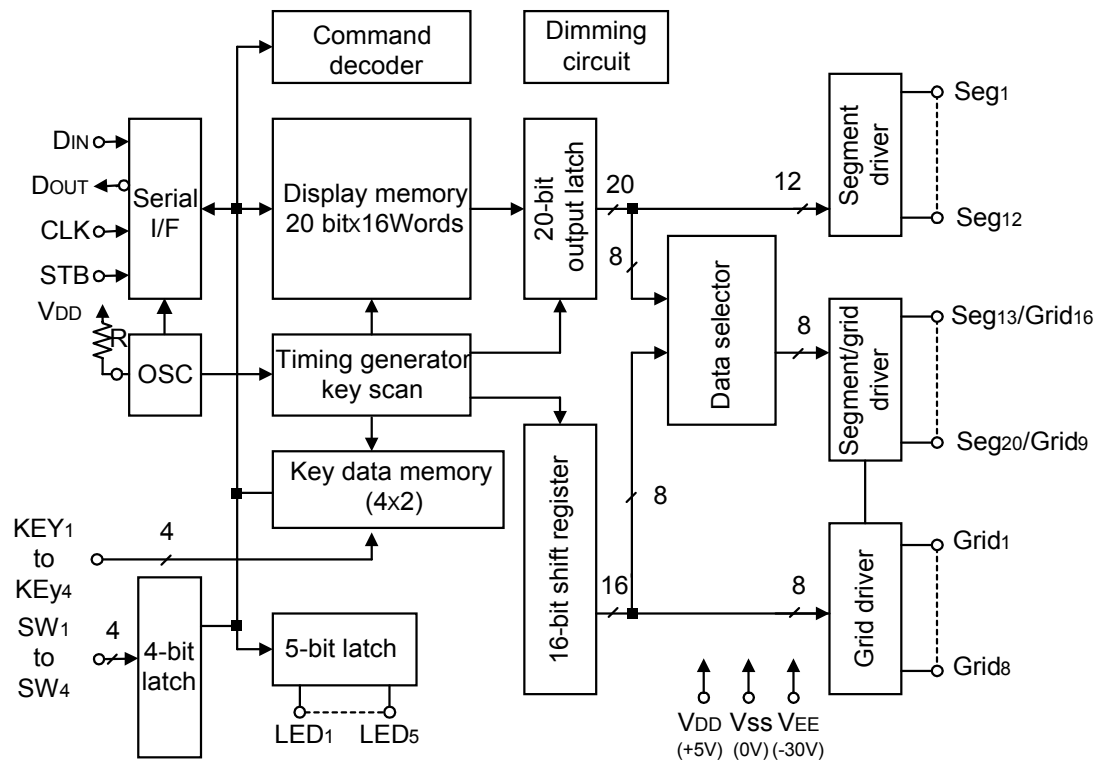 Command
decoder
Dimming
circuit
DIN
DOUT
CLK
STB
VDD
R
Serial
I/F
OSC
Display memory
20 bitx16Words
Timing generator
key scan
Key data memory
(4x2)
20-bit
output latch
20
12
8
Data selector
8
8
16-bit shift register
16
8
Segment
driver
Seg1
Seg12
Segment/grid
driver
Seg13/Grid16
Seg20/Grid9
Grid driver
Grid1
Grid8
KEY1
to
KEy4
4
SW1
to
SW4
4
4-bit
latch
5-bit latch
LED1
LED5
VDD
(+5V)
Vss
(0V)
VEE
(-30V)